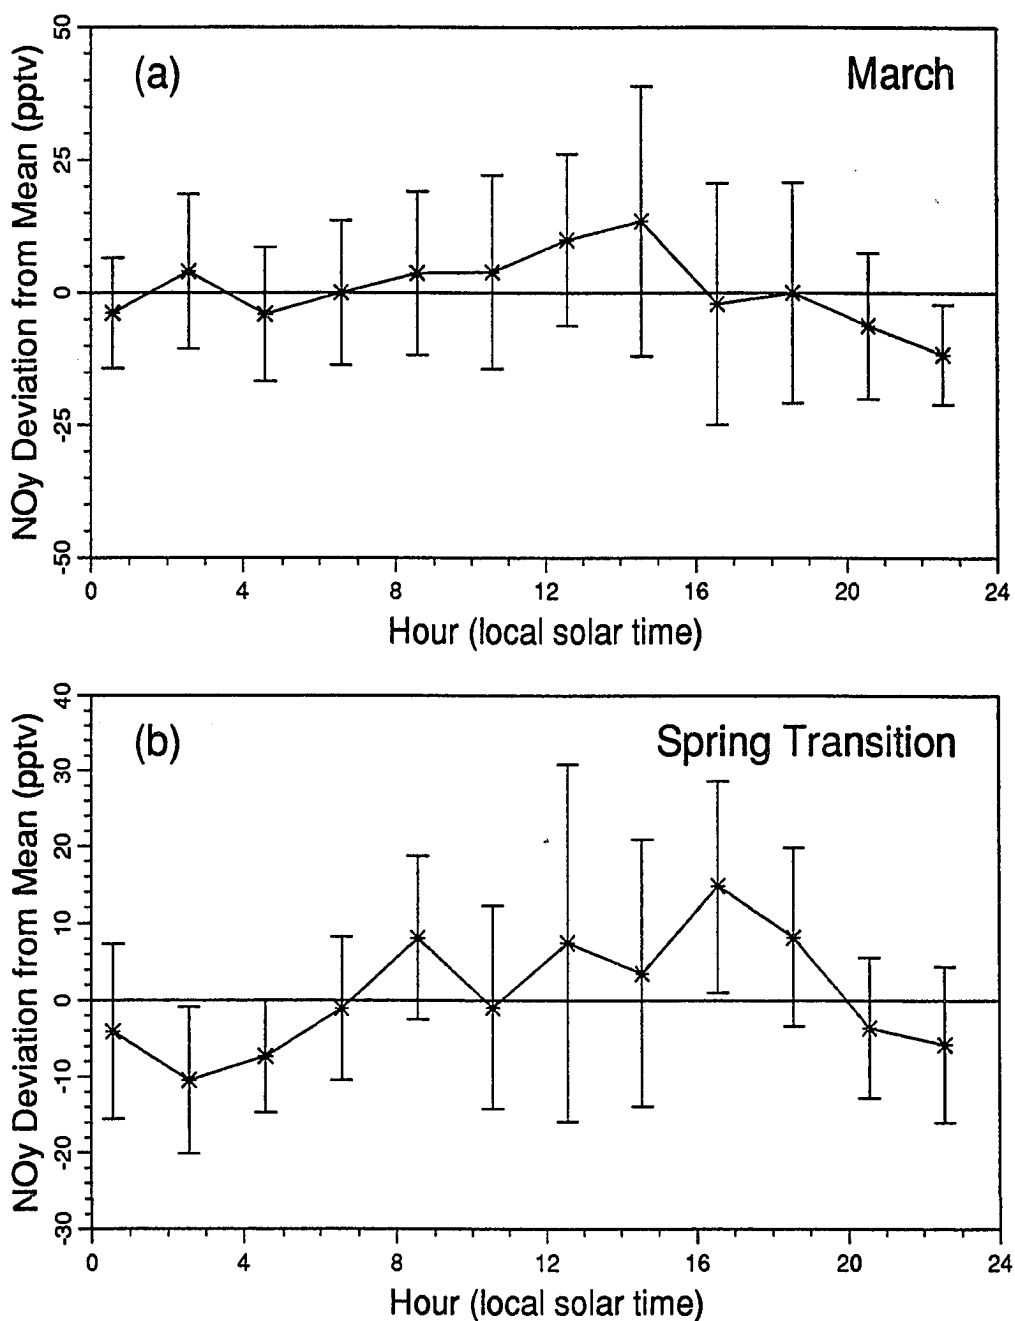 (a)
March
NOy Deviation from Mean (pptv)
50
25
0
-25
-50
0 4 8 12 16 20 24
Hour (local solar time)
(b)
Spring Transition
NOy Deviation from Mean (pptv)
40
30
20
10
0
-10
-20
-30
0 4 8 12 16 20 24
Hour (local solar time)